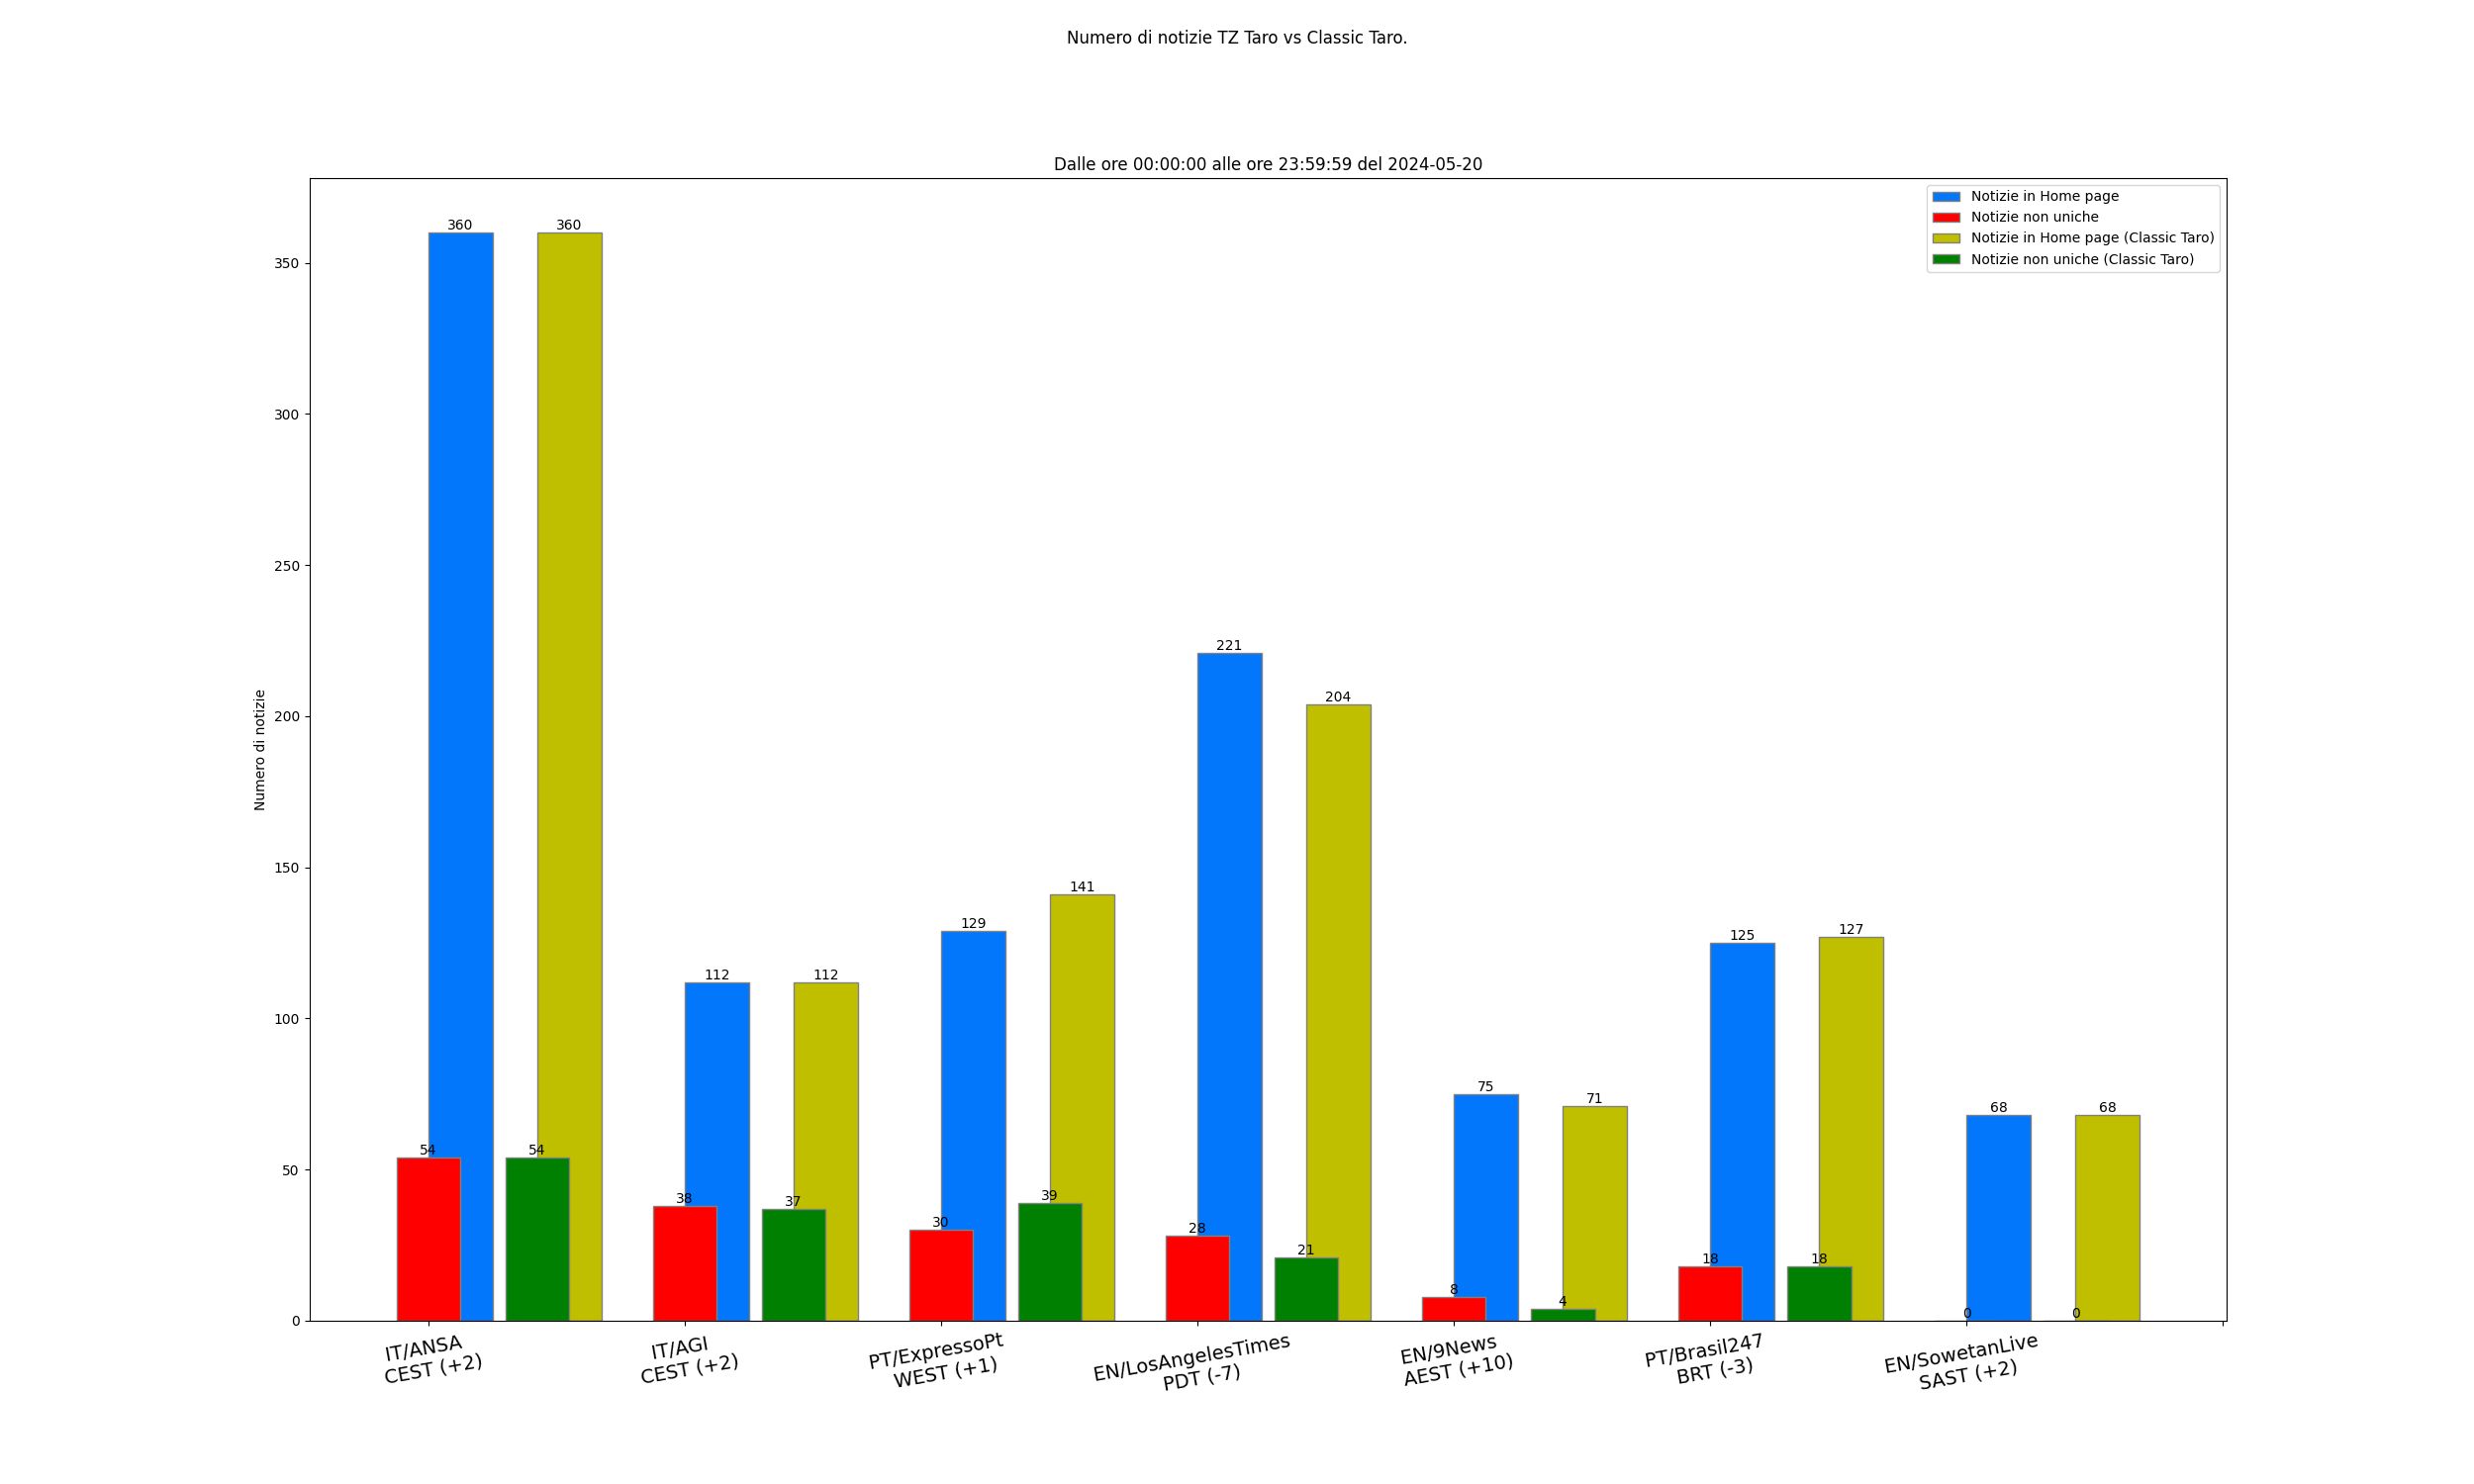 Numero di notizie TZ Taro vs Classic Taro.
Dalle ore 00:00:00 alle ore 23:59:59 del 2024-05-20
Notizie in Home page
Notizie non uniche
Notizie in Home page (Classic Taro)
Notizie non uniche (Classic Taro)
Numero di notizie
350
300
250
200
150
100
50
0
360
360
54
54
112
112
38
37
129
141
30
39
221
204
28
21
75
71
8
4
125
127
18
18
68
68
0
0
IT/ANSA
CEST (+2)
IT/AGI
CEST (+2)
PT/ExpressoPt
WEST (+1)
EN/LosAngelesTimes
PDT (-7)
EN/9News
AEST (+10)
PT/Brasil247
BRT (-3)
EN/SowetanLive
SAST (+2)